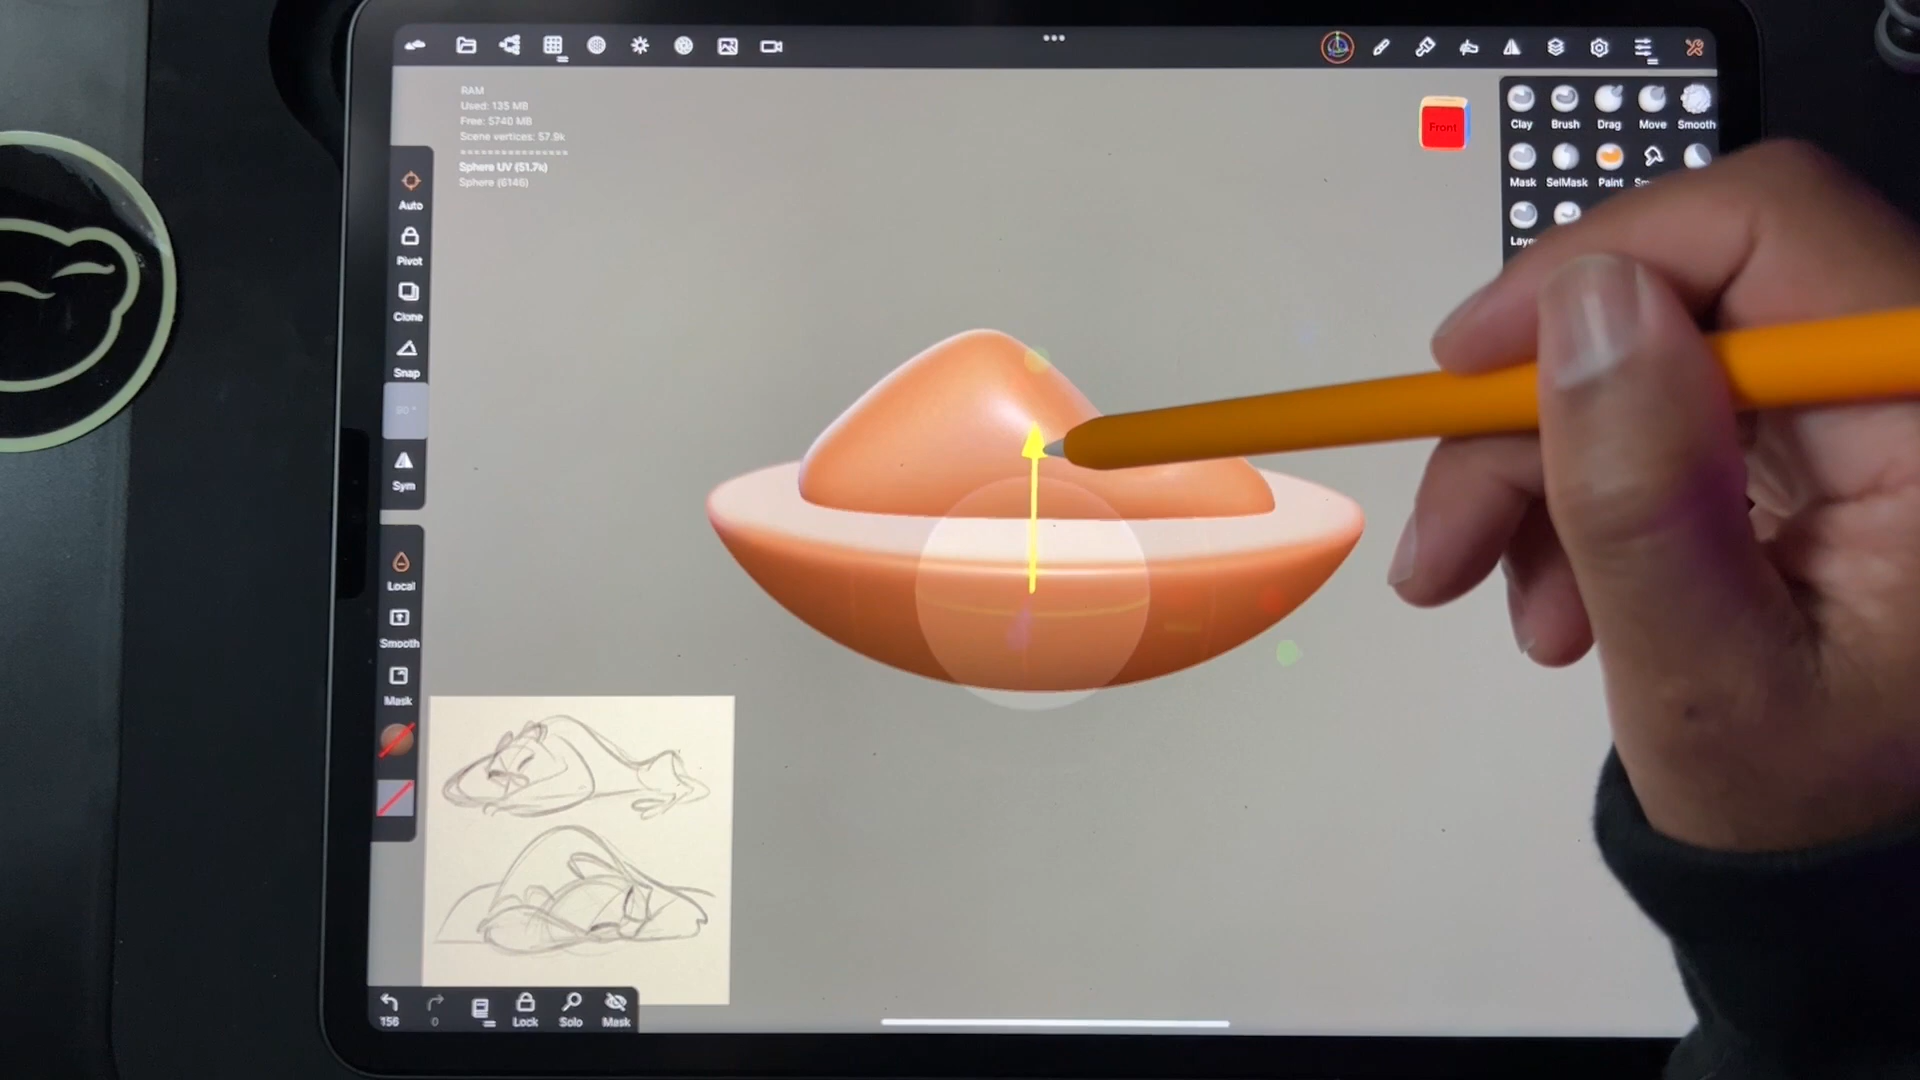 RAM
Used: 135 MB
Free: 5740 MB
Scene vertices: 57.9k
Sphere UV (51.7k)
Sphere (6146)
Front
Clay Brush Drag Move Smooth
Mask SelMask Paint
Auto
Pivot
Clone
Snap
Sym
Local
Smooth
Mask
156 0 Lock Solo Mask